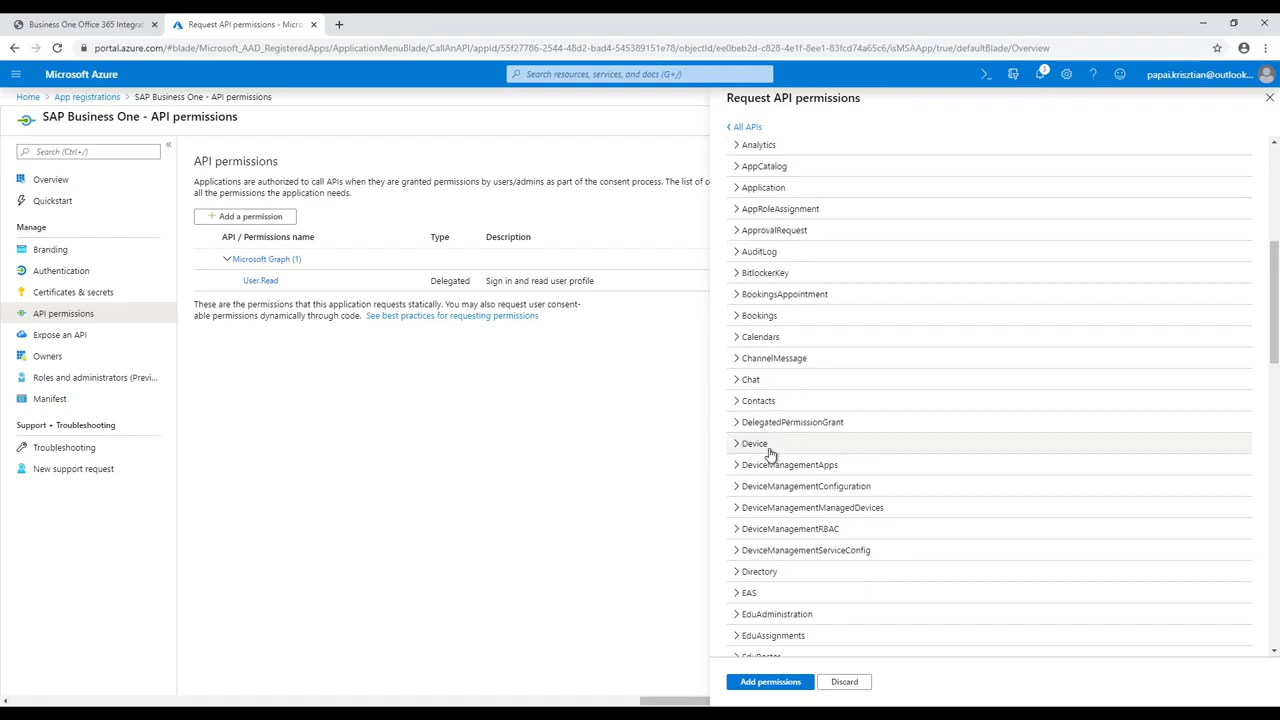 Business One Office 365 Integrat
Request API permissions - Micros
portal.azure.com/#blade/Microsoft_AAD_RegisteredApps/ApplicationMenuBlade/CallAnAPI/appId/55f27786-2544-48d2-bad4-545389151e78/objectId/ee0beb2d-c828-4e1f-8ee1-83fcd74a65c6/isMSApp/true/defaultBlade/Overview
Microsoft Azure
Search resources, services, and docs (G+/)
1
papai.krisztian@outlook...
Home > App registrations > SAP Business One - API permissions
SAP Business One - API permissions
Search (Ctrl+/)
Overview
Quickstart
Manage
Branding
Authentication
Certificates & secrets
API permissions
Expose an API
Owners
Roles and administrators (Previ...
Manifest
Support + Troubleshooting
Troubleshooting
New support request
API permissions
Applications are authorized to call APIs when they are granted permissions by users/admins as part of the consent process. The list of c
all the permissions the application needs.
+ Add a permission
API / Permissions name Type Description
Microsoft Graph (1)
User.Read Delegated Sign in and read user profile
These are the permissions that this application requests statically. You may also request user consent-
able permissions dynamically through code. See best practices for requesting permissions
Request API permissions
All APIs
Analytics
AppCatalog
Application
AppRoleAssignment
ApprovalRequest
AuditLog
BitlockerKey
BookingsAppointment
Bookings
Calendars
ChannelMessage
Chat
Contacts
DelegatedPermissionGrant
Device
DeviceManagementApps
DeviceManagementConfiguration
DeviceManagementManagedDevices
DeviceManagementRBAC
DeviceManagementServiceConfig
Directory
EAS
EduAdministration
EduAssignments
EduRoster
Add permissions
Discard